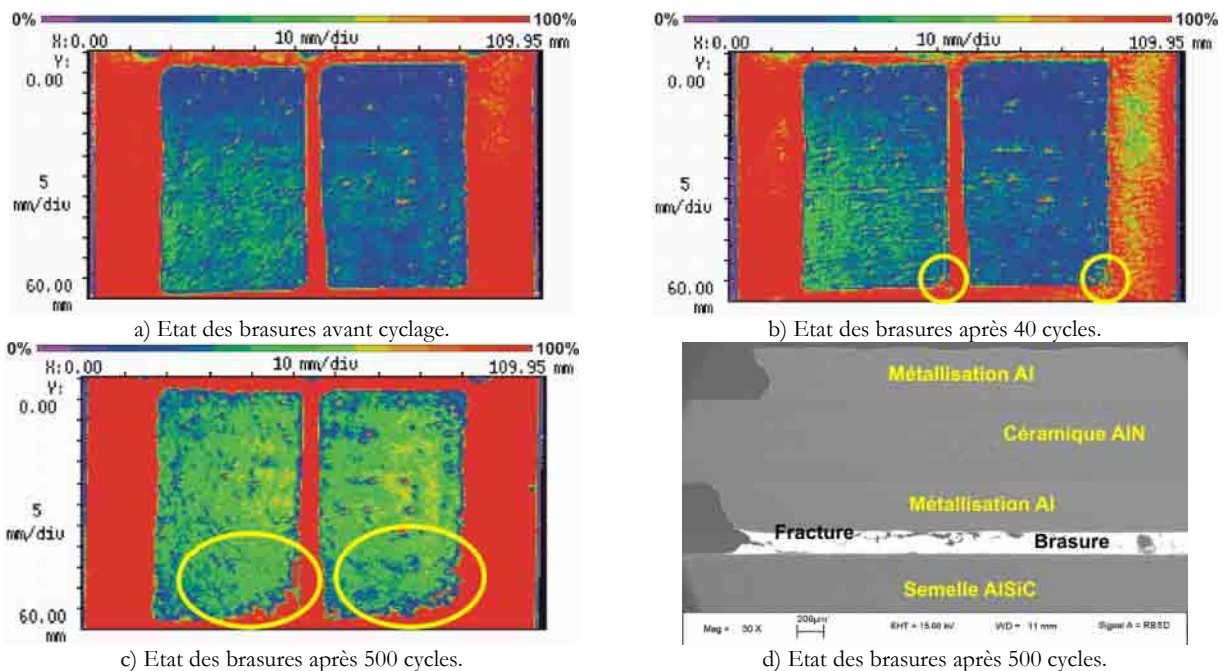 0% 100%
X:0.00 10 mm/div 109.95 mm
Y:
0.00
5
mm/div
60.00
mm
a) Etat des brasures avant cyclage.
0% 100%
X:0.00 10 mm/div 109.95 mm
Y:
0.00
5
mm/div
60.00
mm
b) Etat des brasures après 40 cycles.
0% 100%
X:0.00 10 mm/div 109.95 mm
Y:
0.00
5
mm/div
60.00
mm
c) Etat des brasures après 500 cycles.
Métallisation Al
Céramique AlN
Métallisation Al
Fracture
Brasure
Semelle AlSiC
Mag = 30 X 200µm EHT = 15.00 kV WD = 11 mm Signal A = RBSD
d) Etat des brasures après 500 cycles.